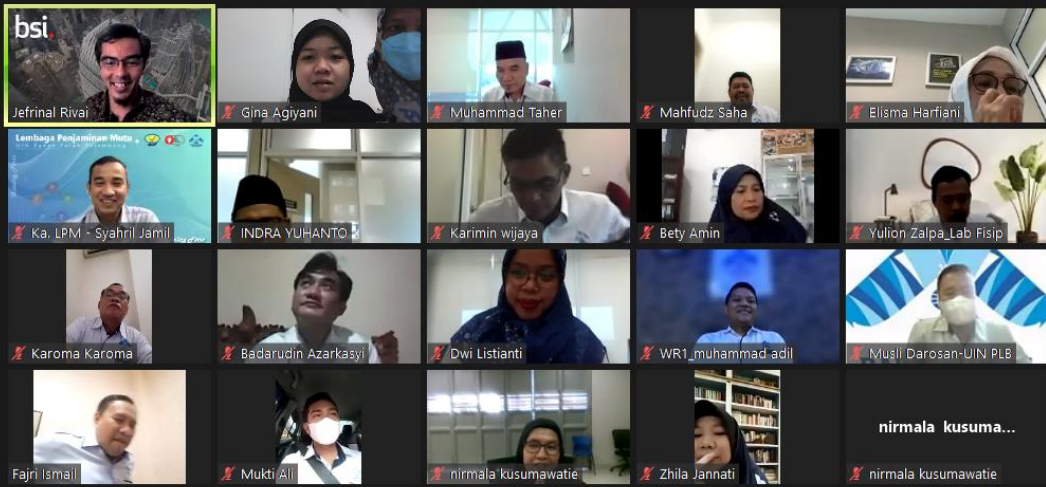 bsi.
Jefrinal Rivai
Gina Agiyani
Muhammad Taher
Mahfudz Saha
Elisma Harfiani
Lembaga Penjaminan Mutu
Ka. LPM - Syahril Jamil
INDRA YUHANTO
Karimin wijaya
Bety Amin
Yulion Zalpa_Lab Fisip
Karoma Karoma
Badarudin Azarkasyi
Dwi Listianti
WR1_muhammad adil
Musli Darosan-UIN PLB
Fajri Ismail
Mukti Ali
nirmala kusumawatie
Zhila Jannati
nirmala kusuma...
nirmala kusumawatie